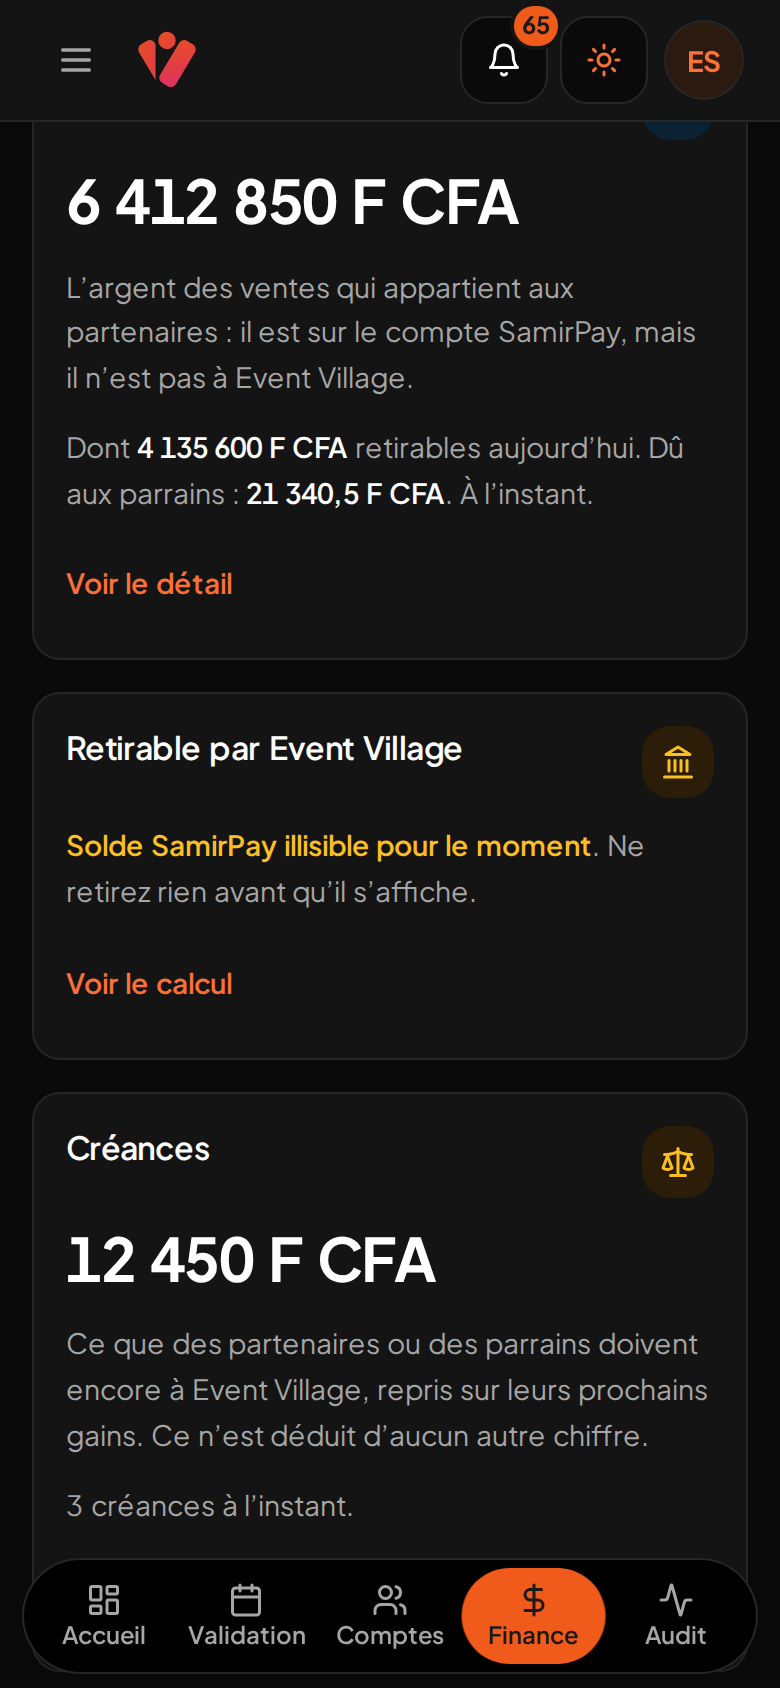 65
ES
6 412 850 F CFA
L’argent des ventes qui appartient aux
partenaires : il est sur le compte SamirPay, mais
il n’est pas à Event Village.
Dont 4 135 600 F CFA retirables aujourd’hui. Dû
aux parrains : 21 340,5 F CFA. À l’instant.
Voir le détail
Retirable par Event Village
Solde SamirPay illisible pour le moment. Ne
retirez rien avant qu’il s’affiche.
Voir le calcul
Créances
12 450 F CFA
Ce que des partenaires ou des parrains doivent
encore à Event Village, repris sur leurs prochains
gains. Ce n’est déduit d’aucun autre chiffre.
3 créances à l’instant.
Accueil Validation Comptes Finance Audit